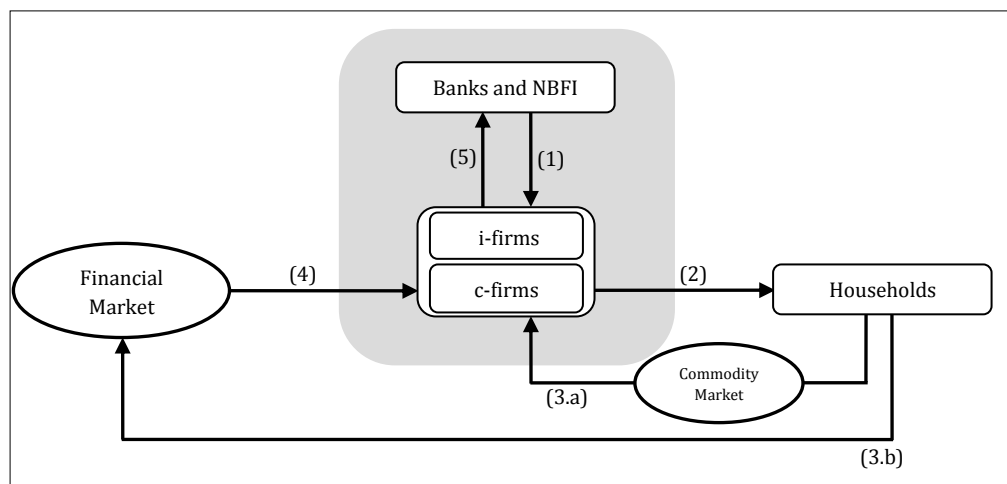 Banks and NBFI
(5)
(1)
i-firms
c-firms
Financial
Market
(4)
(2)
Households
Commodity
Market
(3.a)
(3.b)